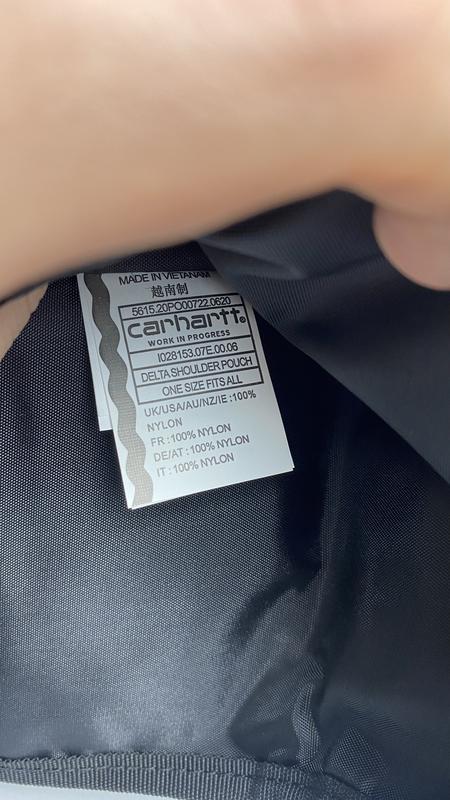 MADE IN VIETANAM
越南制
5615.20PO00722.0620
carhartt®
WORK IN PROGRESS
I028153.07E.00.06
DELTA SHOULDER POUCH
ONE SIZE FITS ALL
UK/USA/AU/NZ/IE :100%
NYLON
FR :100% NYLON
DE/AT :100% NYLON
IT :100% NYLON